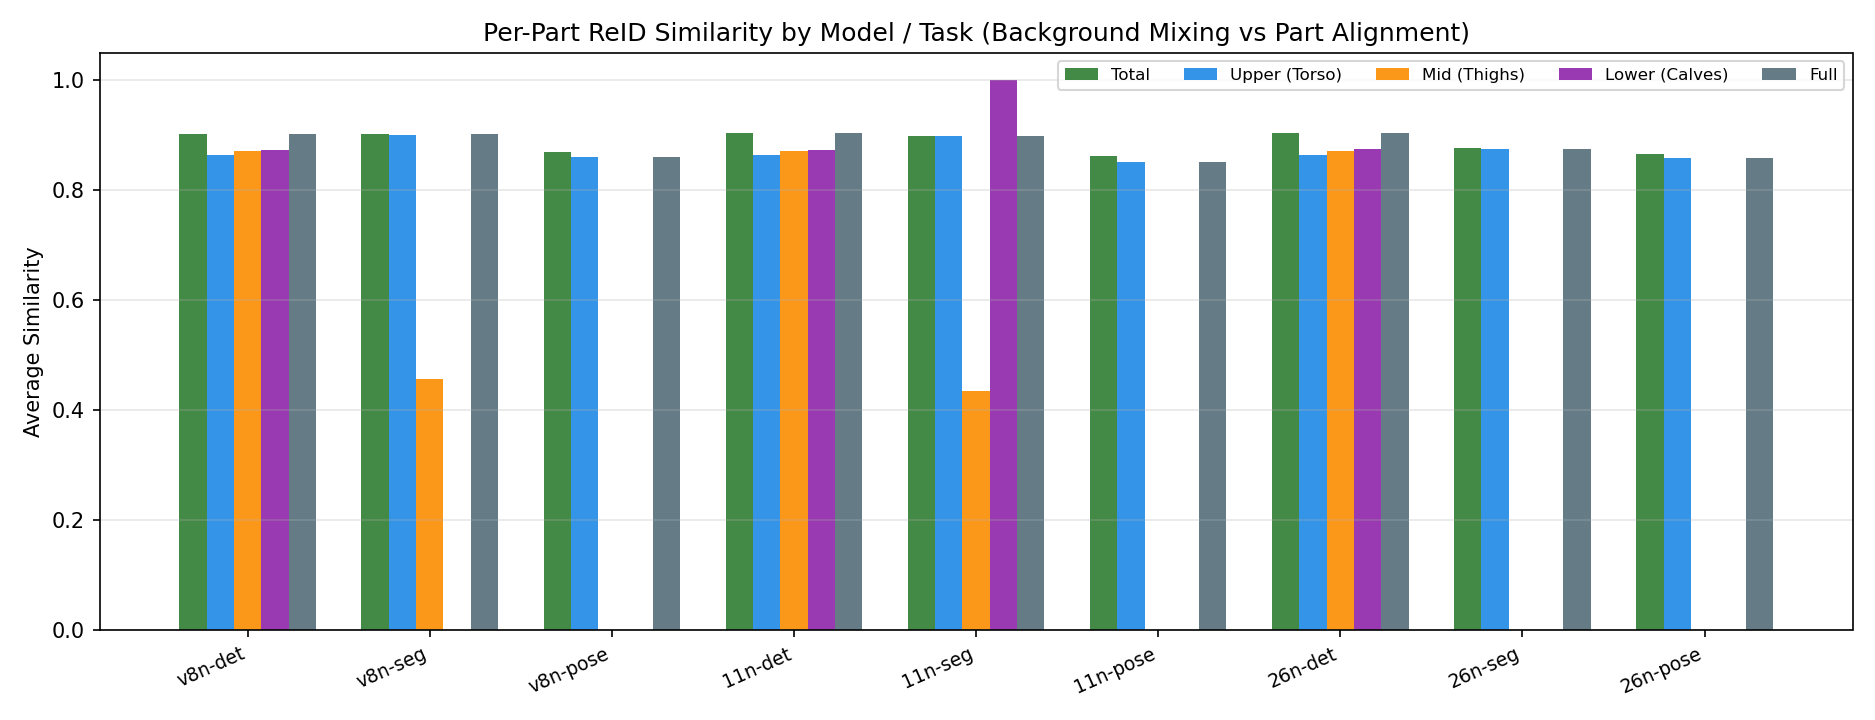 Per-Part ReID Similarity by Model / Task (Background Mixing vs Part Alignment)
Total Upper (Torso) Mid (Thighs) Lower (Calves) Full
Average Similarity
1.0
0.8
0.6
0.4
0.2
0.0
v8n-det v8n-seg v8n-pose 11n-det 11n-seg 11n-pose 26n-det 26n-seg 26n-pose